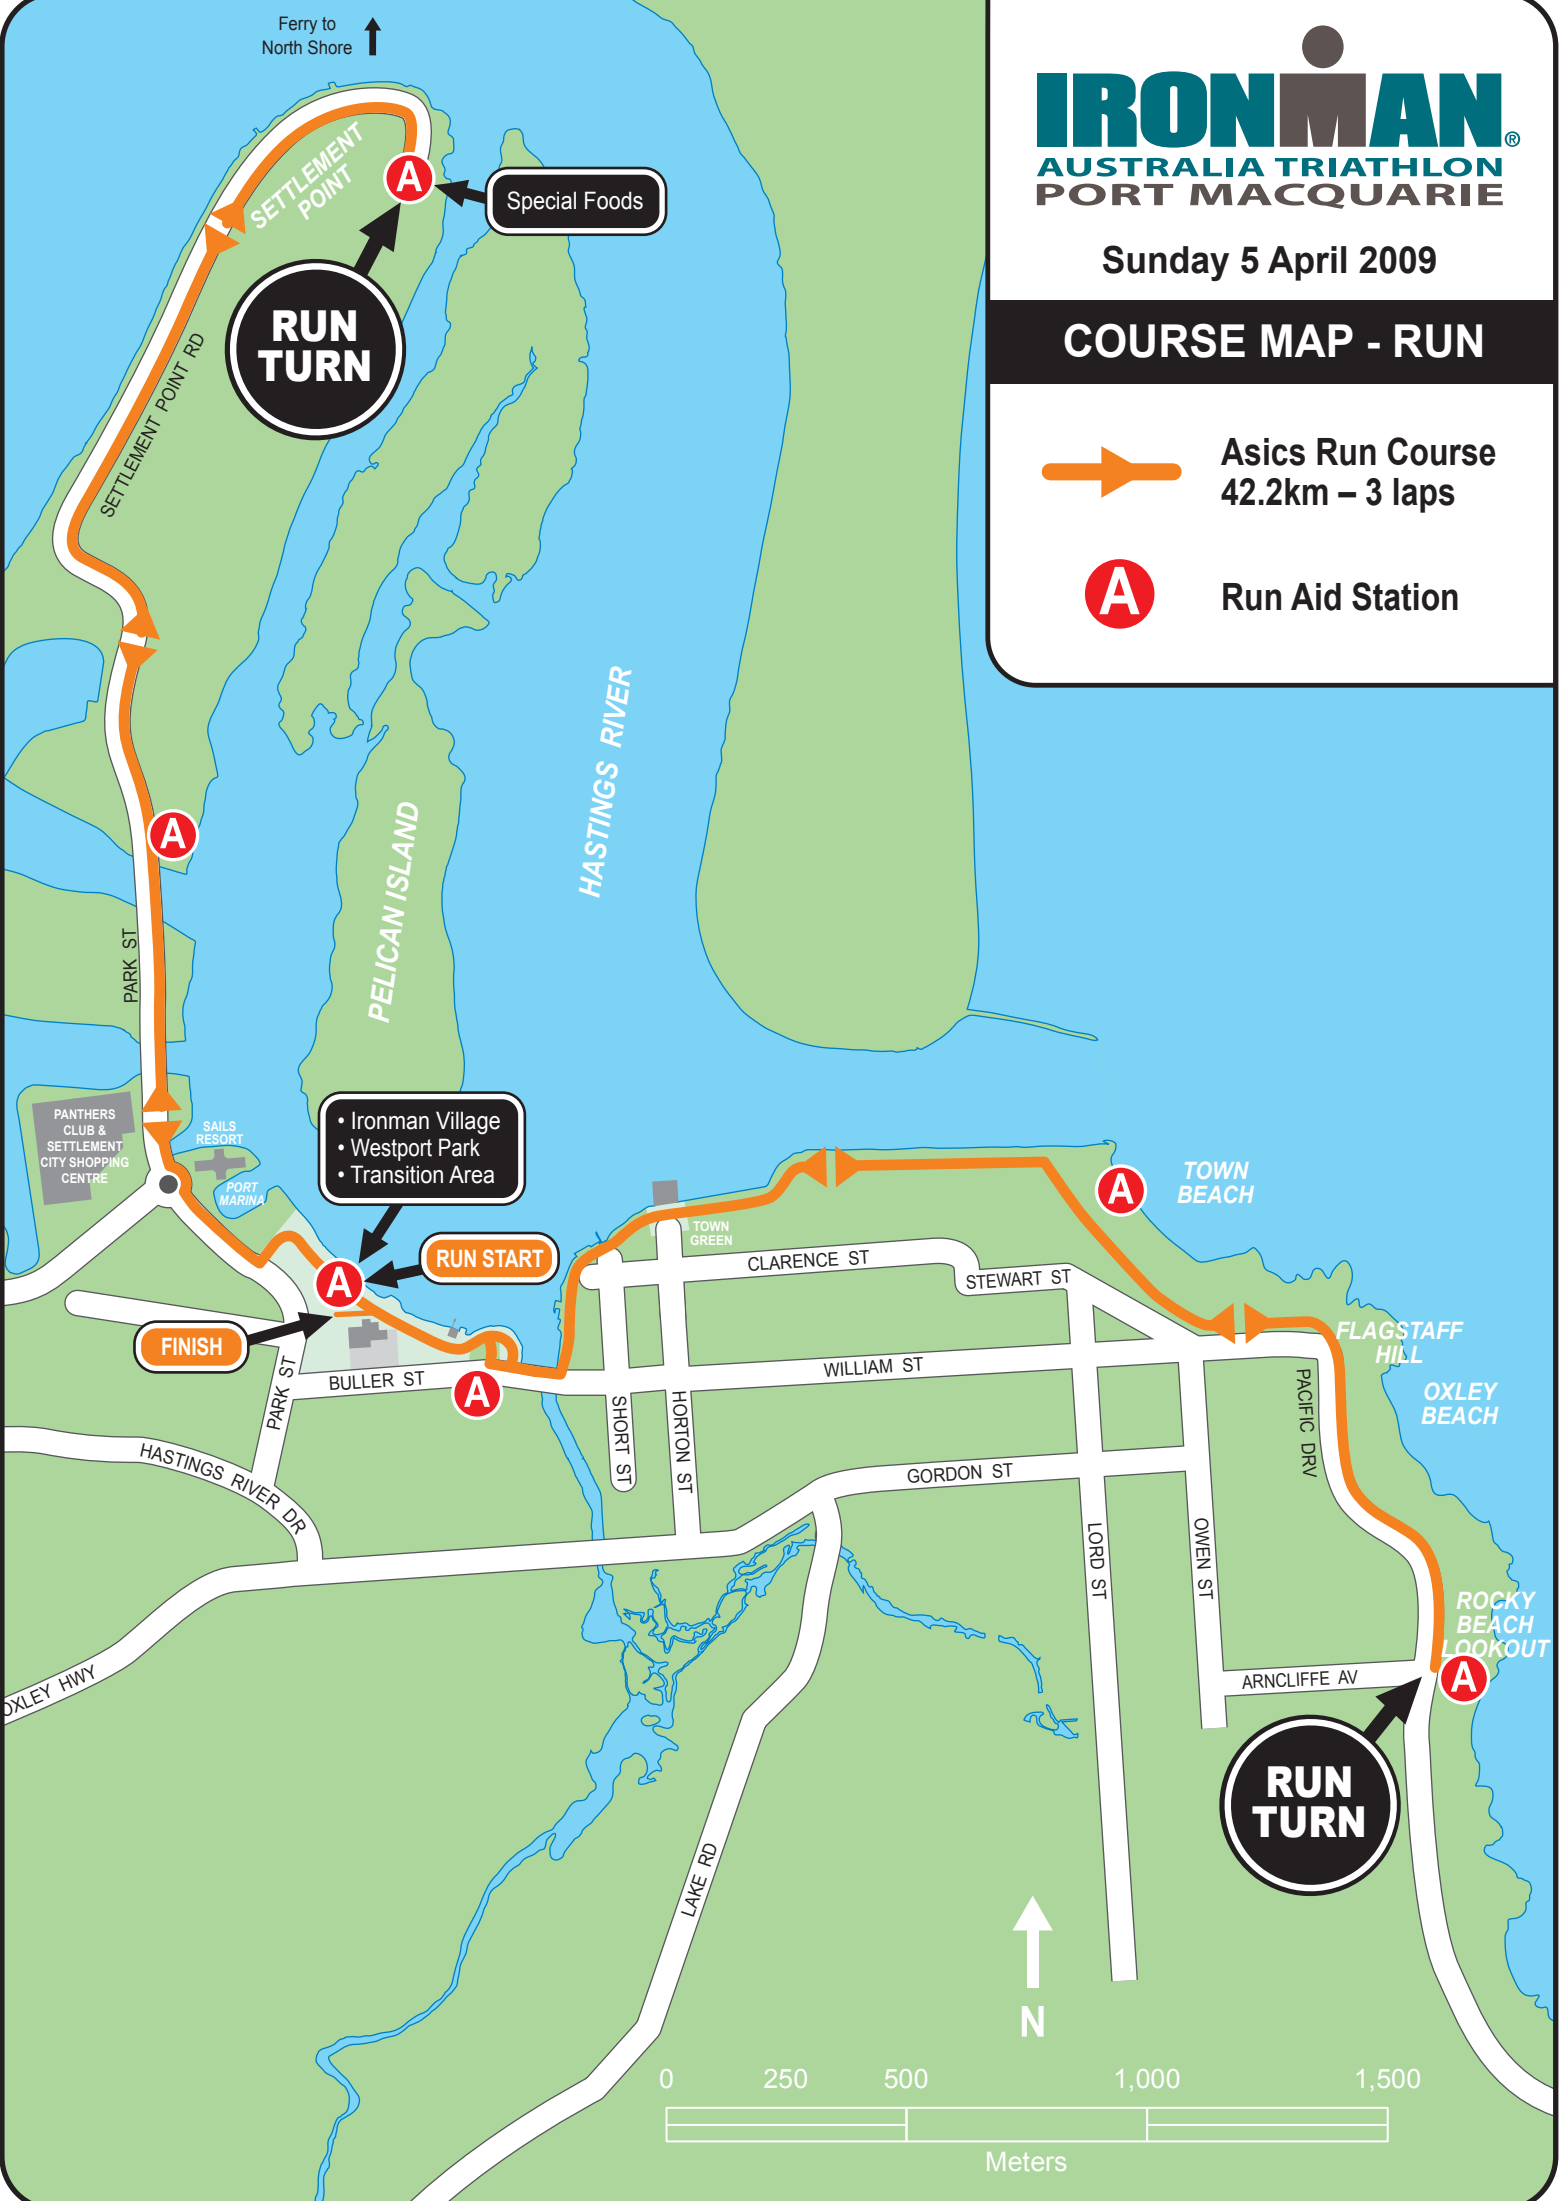 Ferry to
North Shore
IRONMAN®
AUSTRALIA TRIATHLON
PORT MACQUARIE
Sunday 5 April 2009
COURSE MAP - RUN
Asics Run Course
42.2km – 3 laps
A
Run Aid Station
SETTLEMENT
POINT
A
Special Foods
RUN
TURN
SETTLEMENT POINT RD
HASTINGS RIVER
PELICAN ISLAND
A
PARK ST
PANTHERS
CLUB &
SETTLEMENT
CITY SHOPPING
CENTRE
SAILS
RESORT
PORT
MARINA
• Ironman Village
• Westport Park
• Transition Area
RUN START
A
FINISH
TOWN
GREEN
A
TOWN
BEACH
CLARENCE ST
STEWART ST
FLAGSTAFF
HILL
OXLEY
BEACH
WILLIAM ST
BULLER ST
A
PARK ST
SHORT ST
HORTON ST
PACIFIC DRV
HASTINGS RIVER DR
GORDON ST
LORD ST
OWEN ST
ROCKY
BEACH
LOOKOUT
A
ARNCLIFFE AV
OXLEY HWY
RUN
TURN
LAKE RD
N
0 250 500 1,000 1,500
Meters